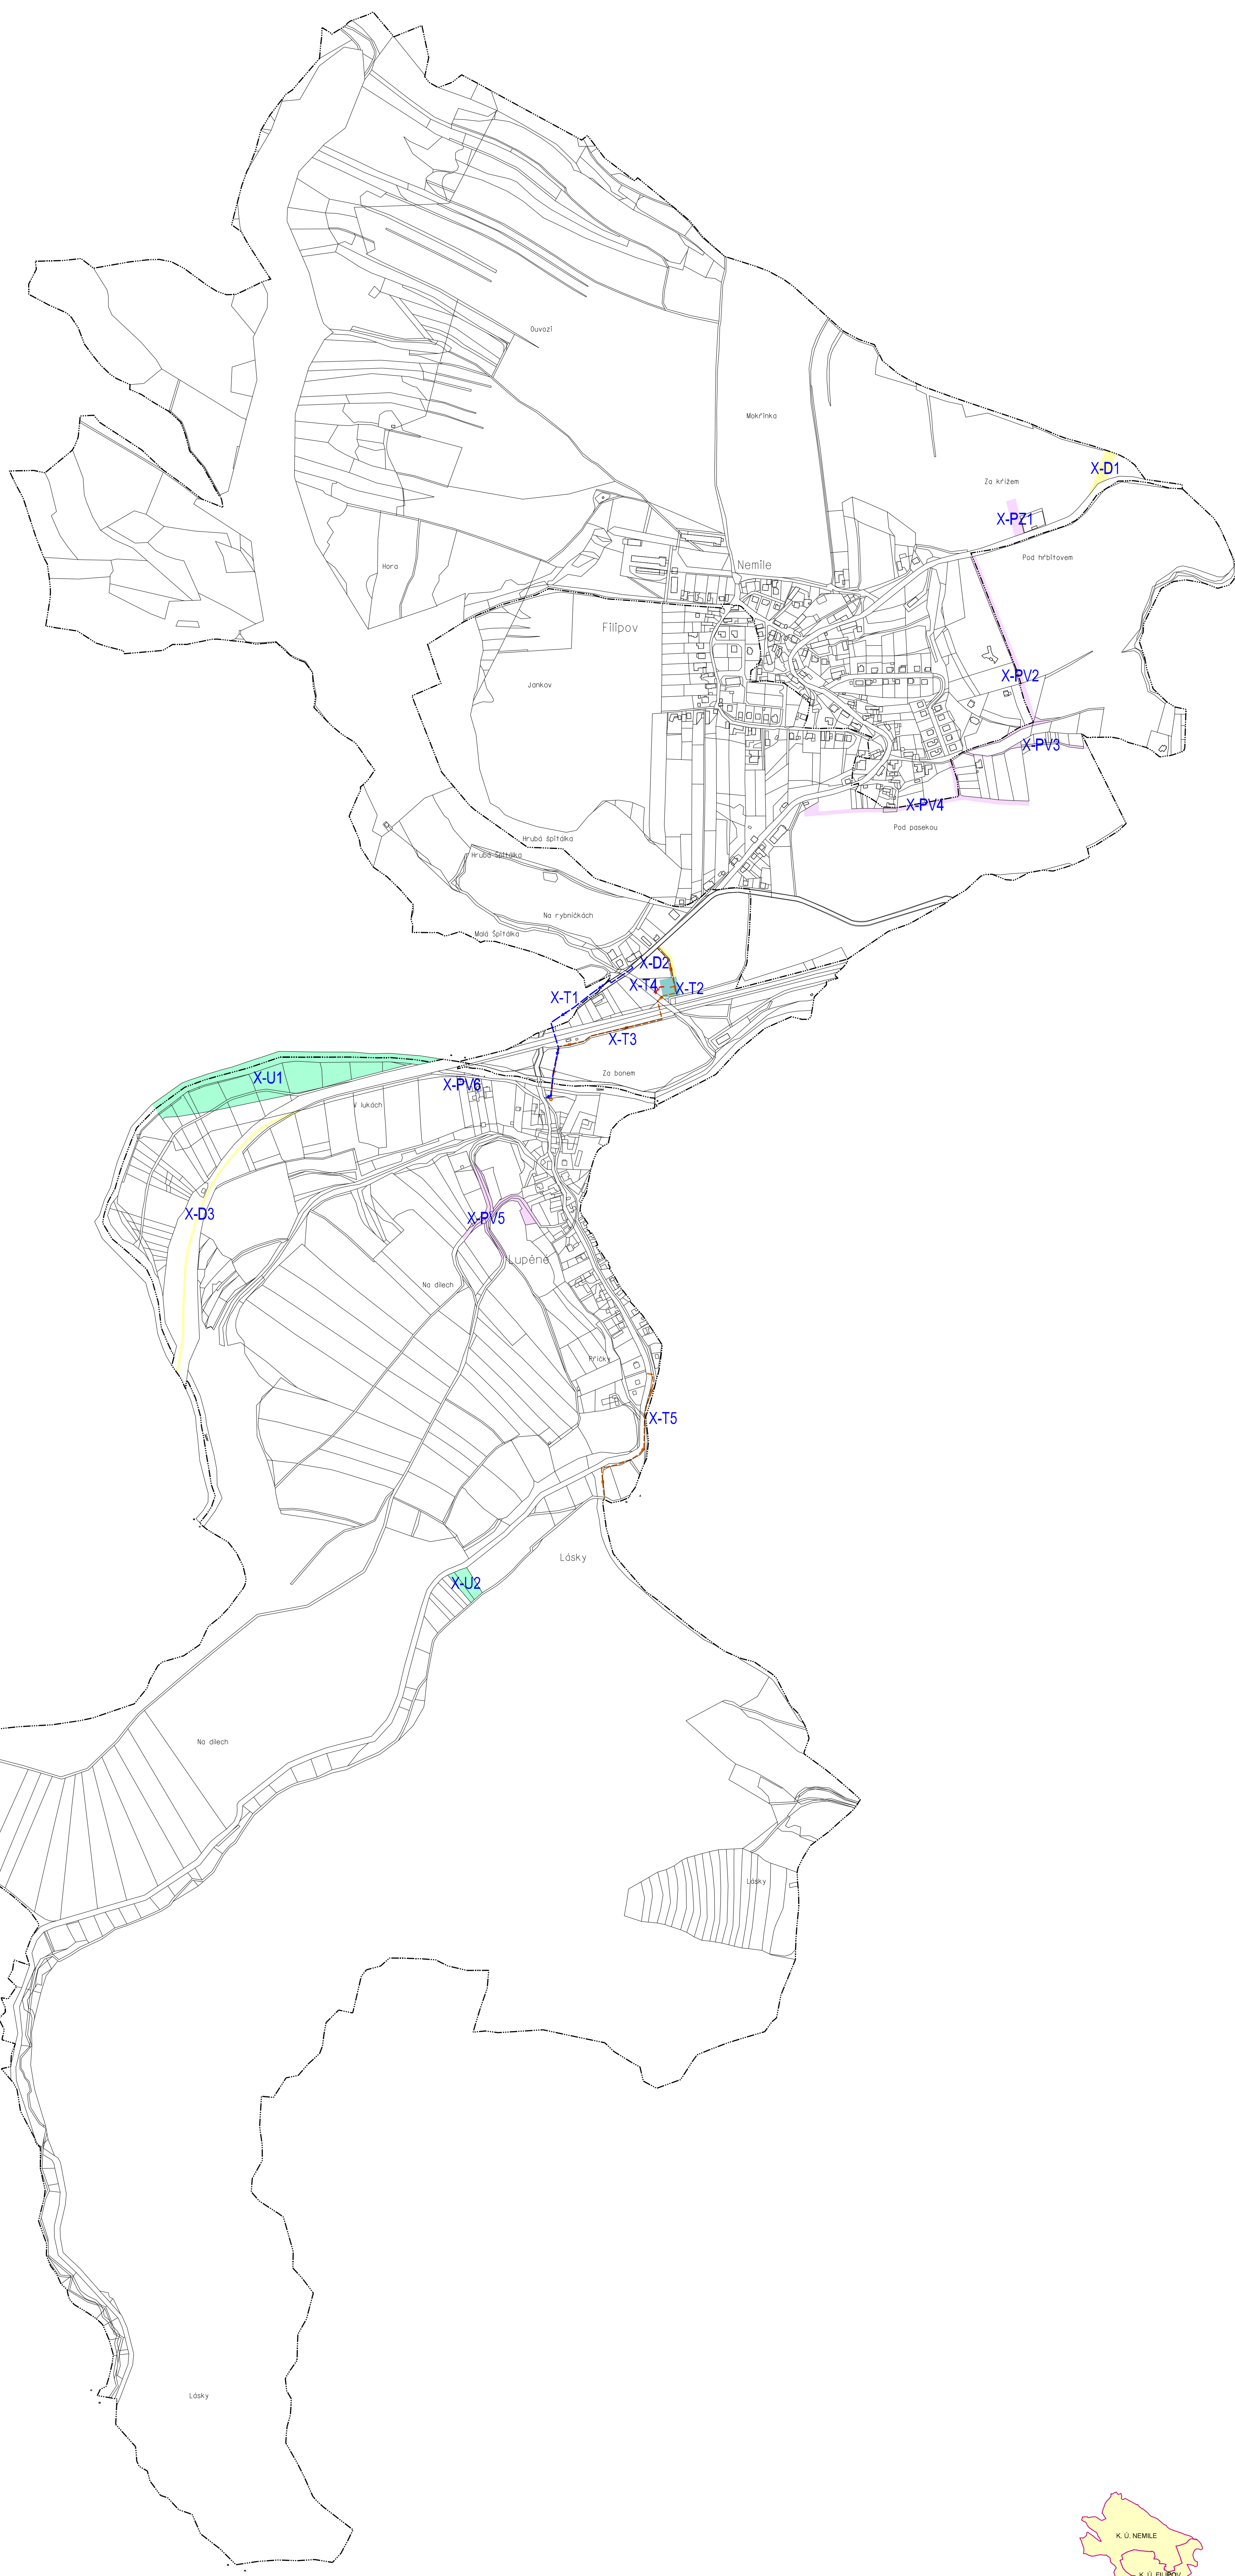 Ouvozí
Mokřinka
X-D1
Za křížem
X-PZ1
Pod hřbitovem
Nemile
Hora
Filipov
X-PV2
Jankov
X-PV3
X-PV4
Pod pasekou
Hrubá špitálka
Hrubá Špitálka
Na rybníčkách
Malá Špitálka
X-D2
X-T4
X-T2
X-T1
X-T3
Za bonem
X-U1
X-PV6
V lukách
X-D3
X-PV5
Lupěné
Na dílech
Příčky
X-T5
Lásky
X-U2
Na dílech
Lásky
Lásky
K. Ú. NEMILE
K. Ú. FILIPOV